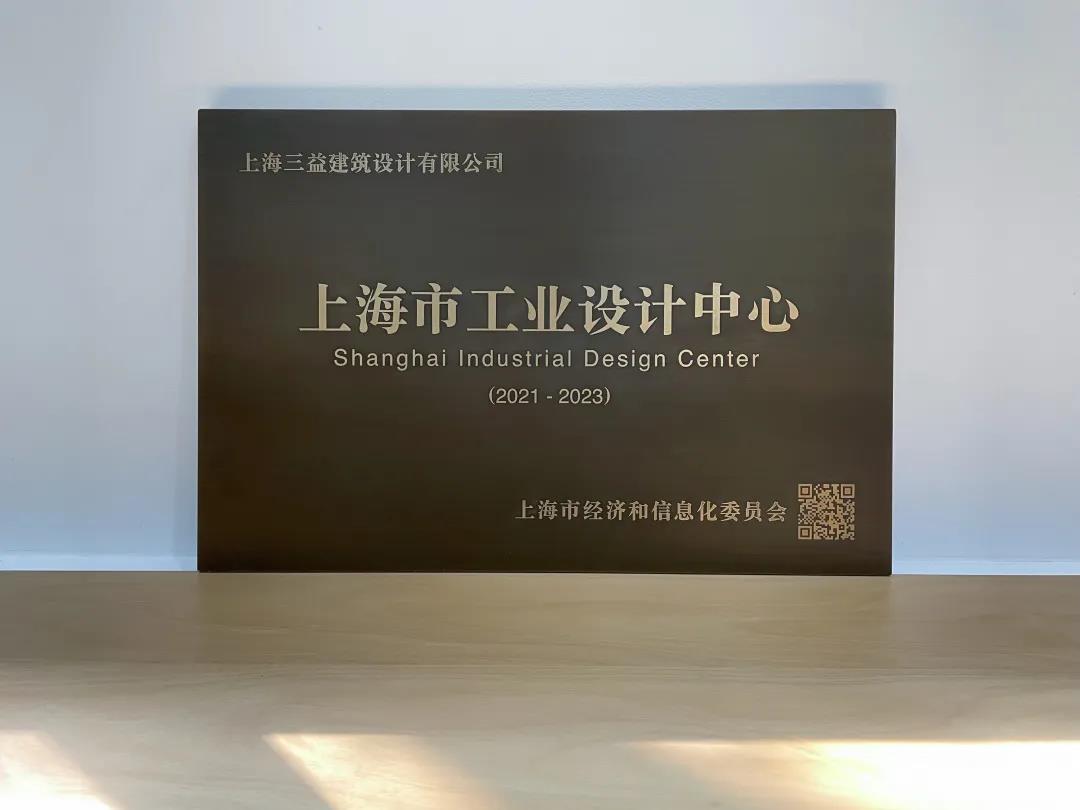 上海三益建筑设计有限公司
上海市工业设计中心
Shanghai Industrial Design Center
（2021 - 2023）
上海市经济和信息化委员会